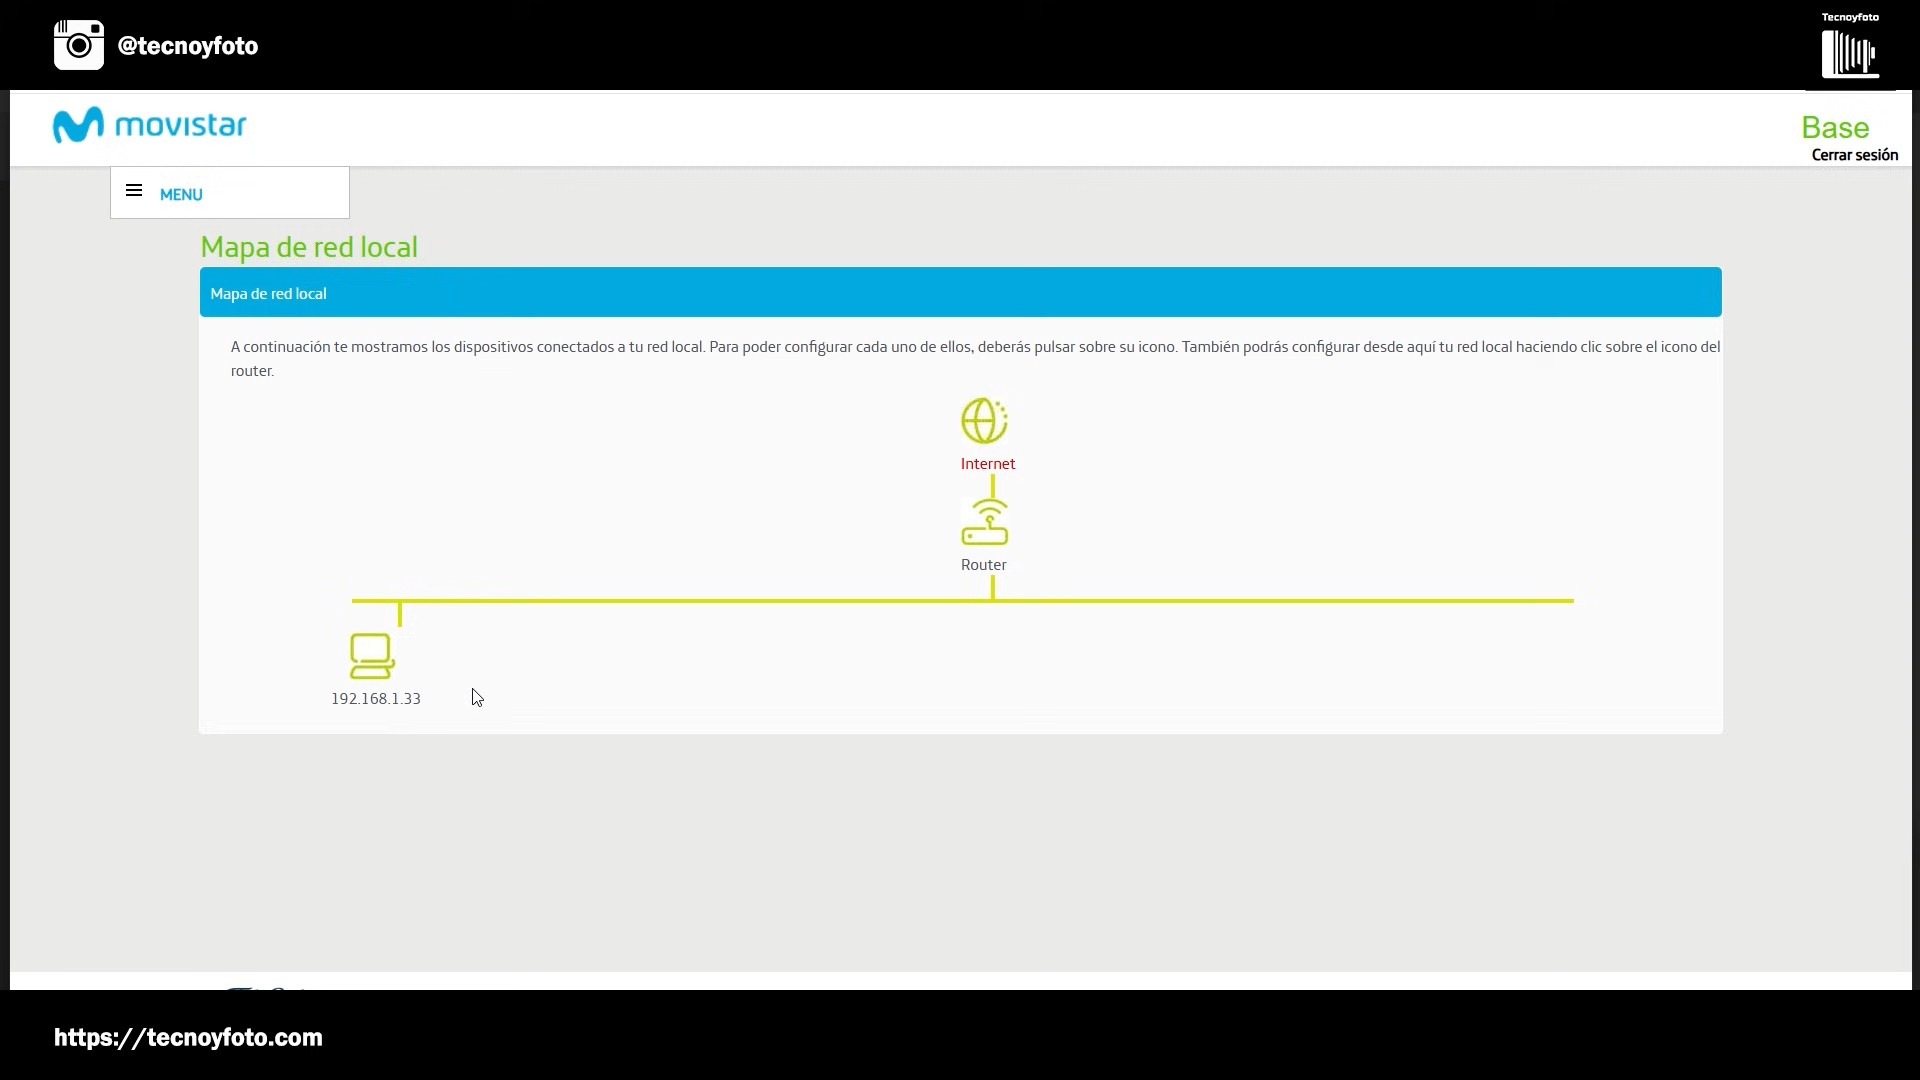 @tecnoyfoto
Tecnoyfoto
movistar
Base
Cerrar sesión
MENU
Mapa de red local
Mapa de red local
A continuación te mostramos los dispositivos conectados a tu red local. Para poder configurar cada uno de ellos, deberás pulsar sobre su icono. También podrás configurar desde aquí tu red local haciendo clic sobre el icono del
router.
Internet
Router
192.168.1.33
https://tecnoyfoto.com